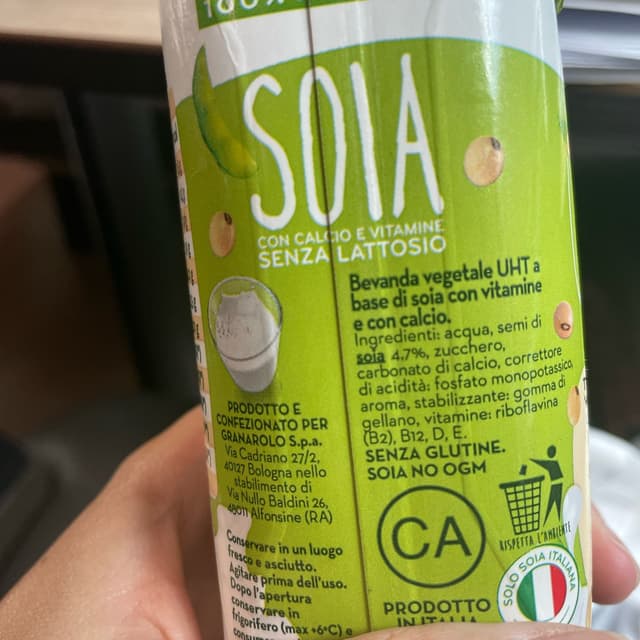 100%
SOIA
CON CALCIO E VITAMINE
SENZA LATTOSIO
Bevanda vegetale UHT a
base di soia con vitamine
e con calcio.
Ingredienti: acqua, semi di
soia 4.7%, zucchero,
carbonato di calcio, correttore
di acidità: fosfato monopotassico,
aroma, stabilizzante: gomma di
gellano, vitamine: riboflavina
(B2), B12, D, E.
SENZA GLUTINE.
SOIA NO OGM
PRODOTTO E
CONFEZIONATO PER
GRANAROLO S.p.a.
Via Cadriano 27/2,
40127 Bologna nello
stabilimento di
Via Nullo Baldini 26,
48011 Alfonsine (RA)
CA
RISPETTA L'AMBIENTE
Conservare in un luogo
fresco e asciutto.
Agitare prima dell'uso.
Dopo l'apertura
conservare in
frigorifero (max +6°C) e
PRODOTTO
IN ITALIA
SOLO SOIA ITALIANA